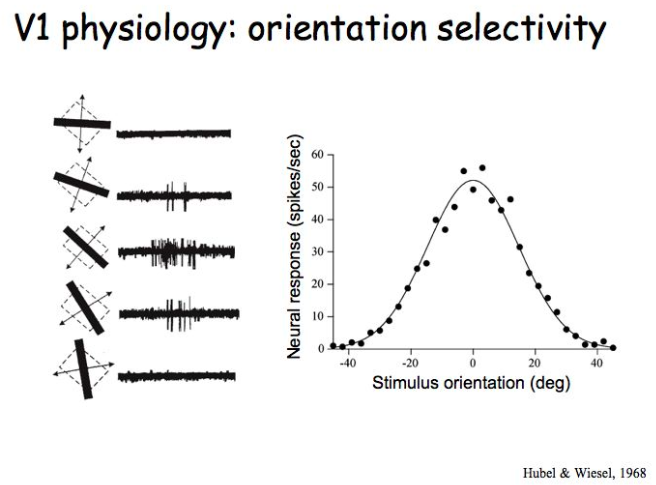 V1 physiology: orientation selectivity
Neural response (spikes/sec)
60
50
40
30
20
10
0
-40 -20 0 20 40
Stimulus orientation (deg)
Hubel & Wiesel, 1968